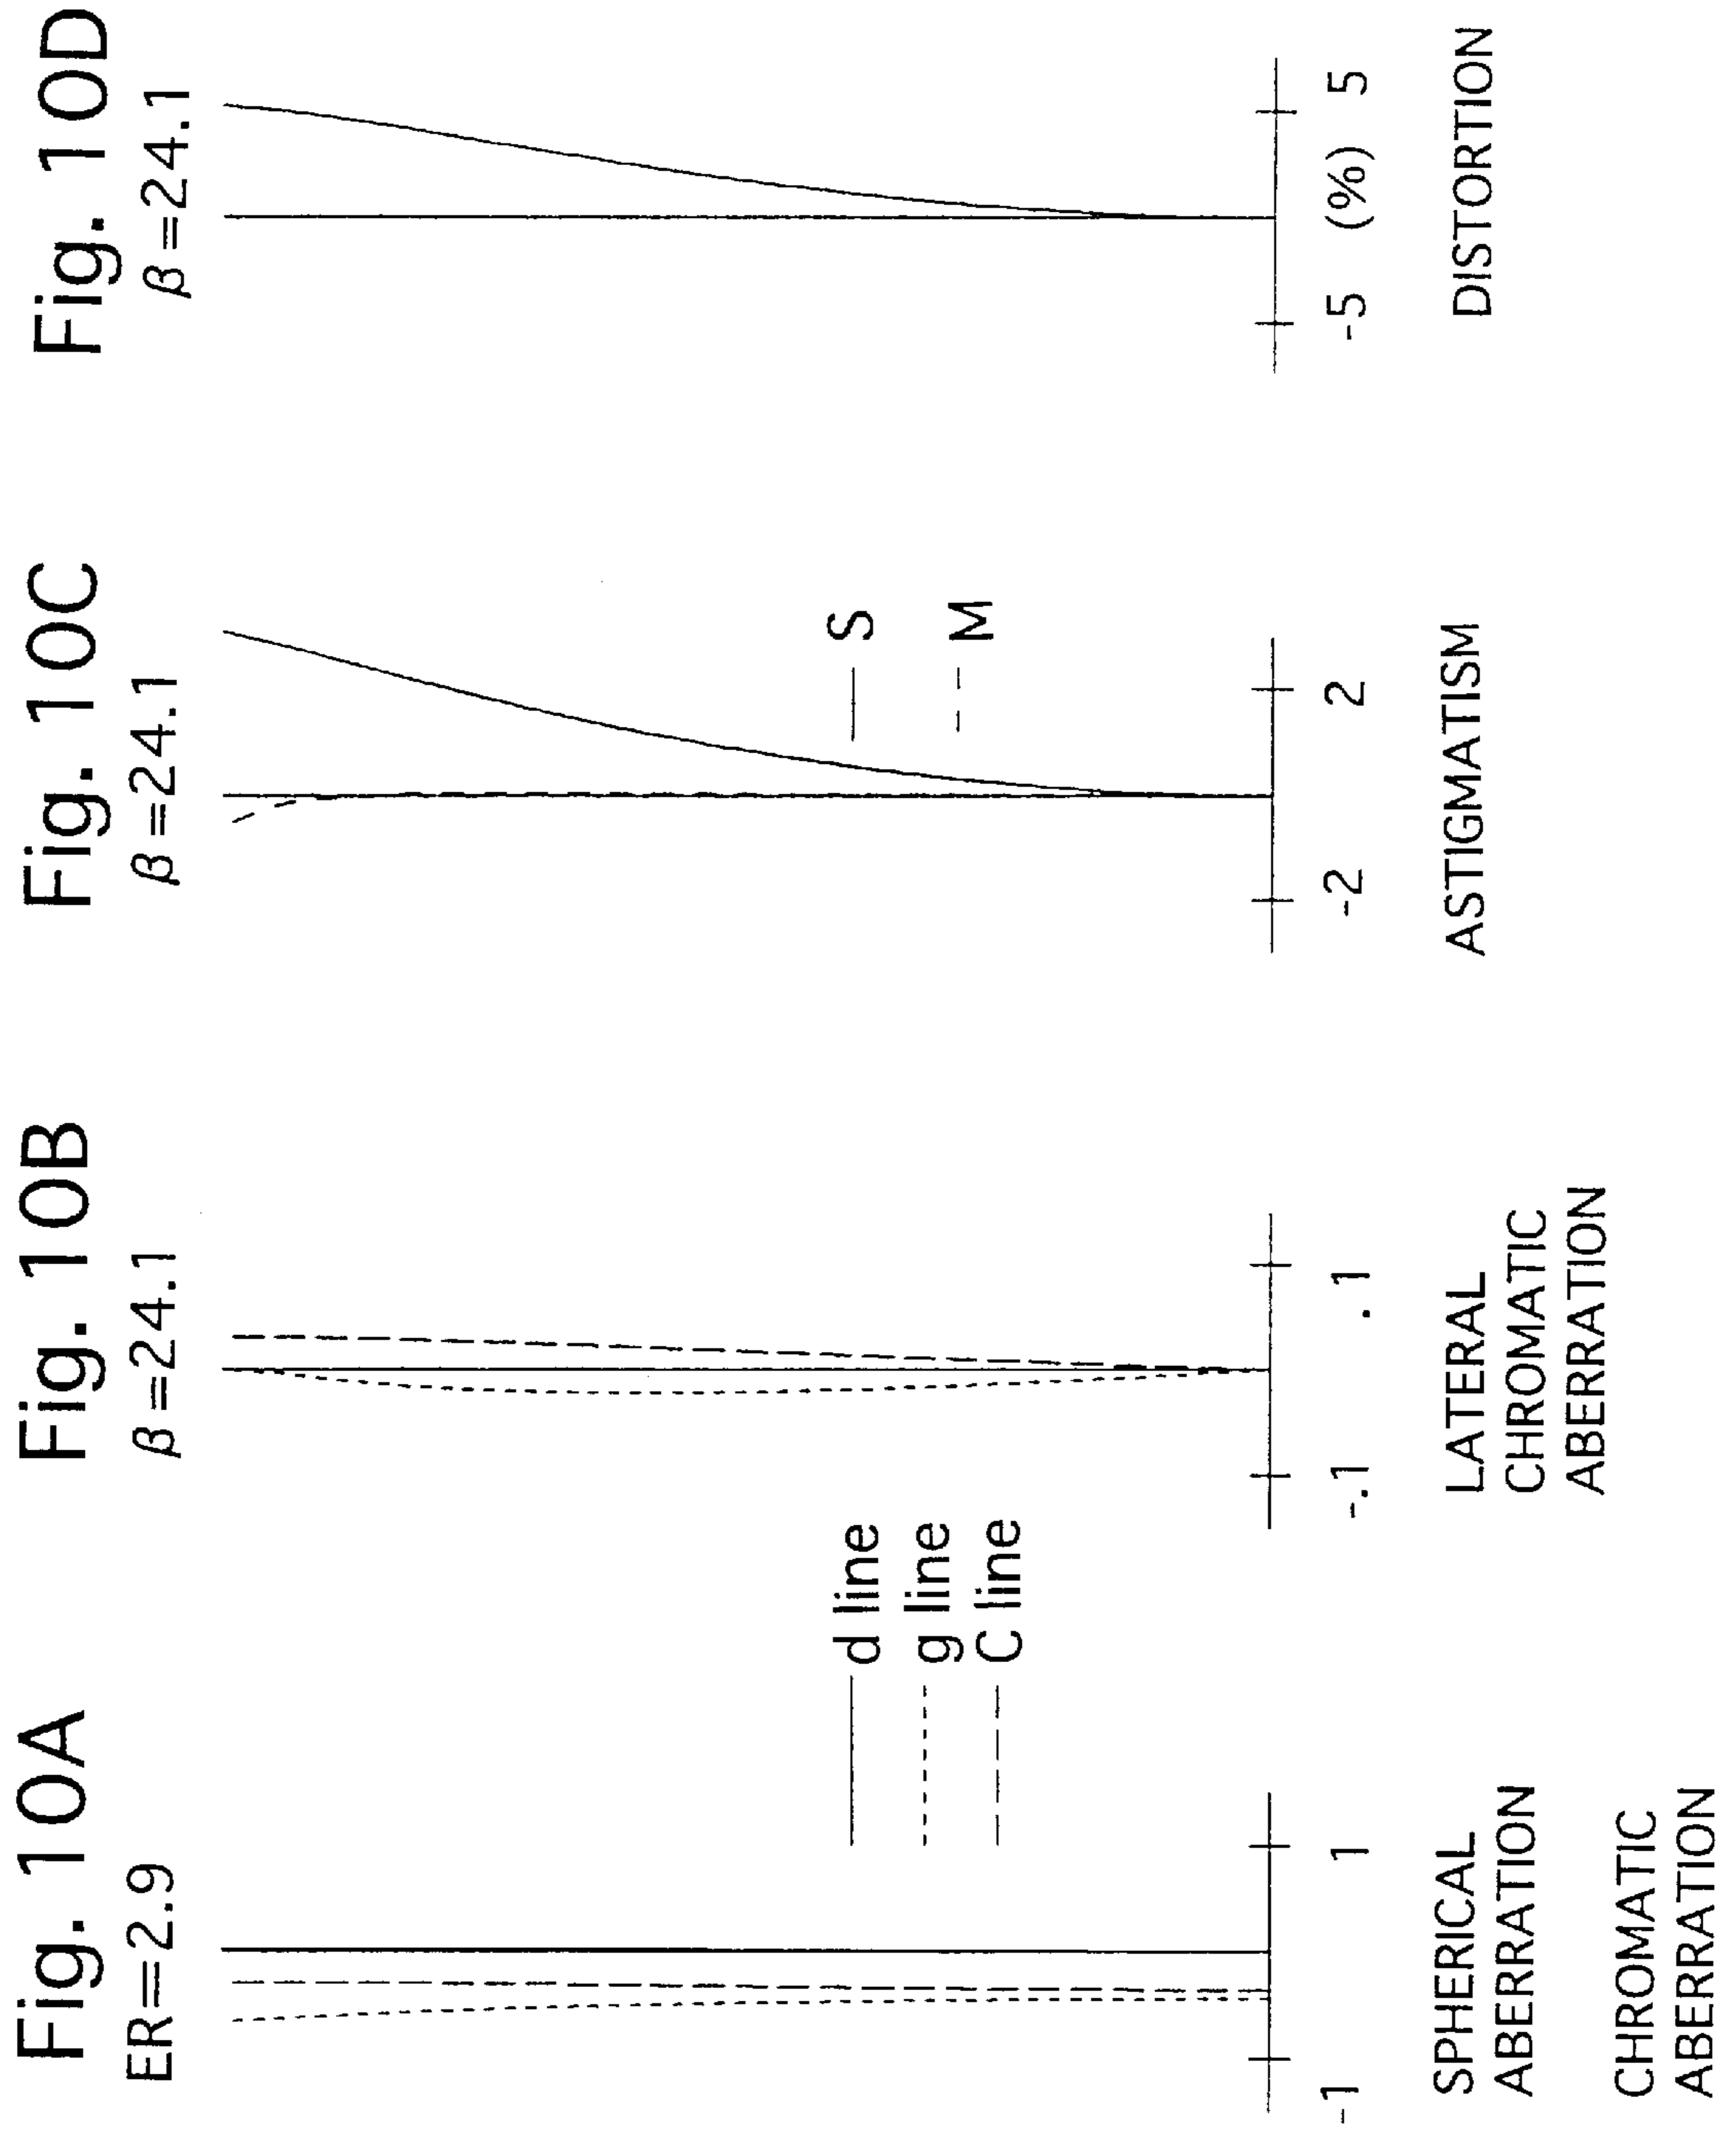 Fig. 10A
ER=2.9
-1
1
SPHERICAL
ABERRATION
CHROMATIC
ABERRATION
d line
g line
C line
Fig. 10B
β=24.1
-.1
.1
LATERAL
CHROMATIC
ABERRATION
Fig. 10C
β=24.1
S
M
-2
2
ASTIGMATISM
Fig. 10D
β=24.1
-5 (%) 5
DISTORTION